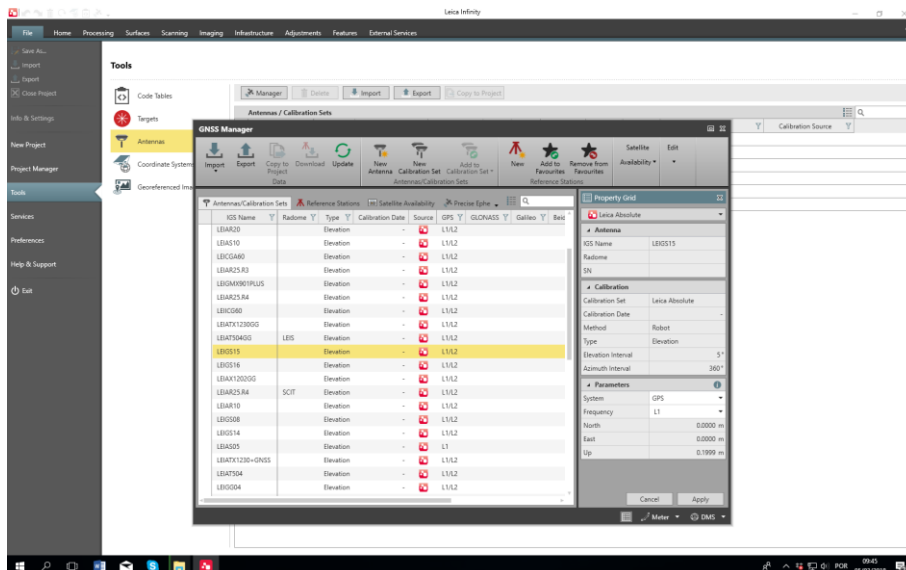 Leica Infinity
File Home Processing Surfaces Scanning Imaging Infrastructure Adjustments Features External Services
Save As...
Import
Export
Close Project
Info & Settings
New Project
Project Manager
Tools
Services
Preferences
Help & Support
Exit
Tools
Code Tables
Targets
Antennas
Coordinate Systems
Georeferenced Ima
Manager Delete Import Export Copy to Project
Antennas / Calibration Sets
Calibration Source
GNSS Manager
Import Export Copy to Project Download Update
Data
New Antenna New Calibration Set Add to Calibration Set
Antennas/Calibration Sets
New Add to Favourites Remove from Favourites
Reference Stations
Satellite Availability Edit
Antennas/Calibration Sets Reference Stations Satellite Availability Precise Ephe
IGS Name Radome Type Calibration Date Source GPS GLONASS Galileo Beid
LEIAR20 Elevation - L1/L2
LEIAS10 Elevation - L1/L2
LEICGA60 Elevation - L1/L2
LEIAR25.R3 Elevation - L1/L2
LEIGMX901PLUS Elevation - L1/L2
LEIAR25.R4 Elevation - L1/L2
LEIICG60 Elevation - L1/L2
LEIATX1230GG Elevation - L1/L2
LEIAT504GG LEIS Elevation - L1/L2
LEIGS15 Elevation - L1/L2
LEIGS16 Elevation - L1/L2
LEIAX1202GG Elevation - L1/L2
LEIAR25.R4 SCIT Elevation - L1/L2
LEIAR10 Elevation - L1/L2
LEIGS08 Elevation - L1/L2
LEIGS14 Elevation - L1/L2
LEIAS05 Elevation - L1
LEIATX1230+GNSS Elevation - L1/L2
LEIAT504 Elevation - L1/L2
LEIGG04 Elevation - L1/L2
Property Grid
Leica Absolute
Antenna
IGS Name LEIGS15
Radome
SN
Calibration
Calibration Set Leica Absolute
Calibration Date -
Method Robot
Type Elevation
Elevation Interval 5°
Azimuth Interval 360°
Parameters
System GPS
Frequency L1
North 0.0000 m
East 0.0000 m
Up 0.1999 m
Cancel Apply
Meter DMS
POR 09:45